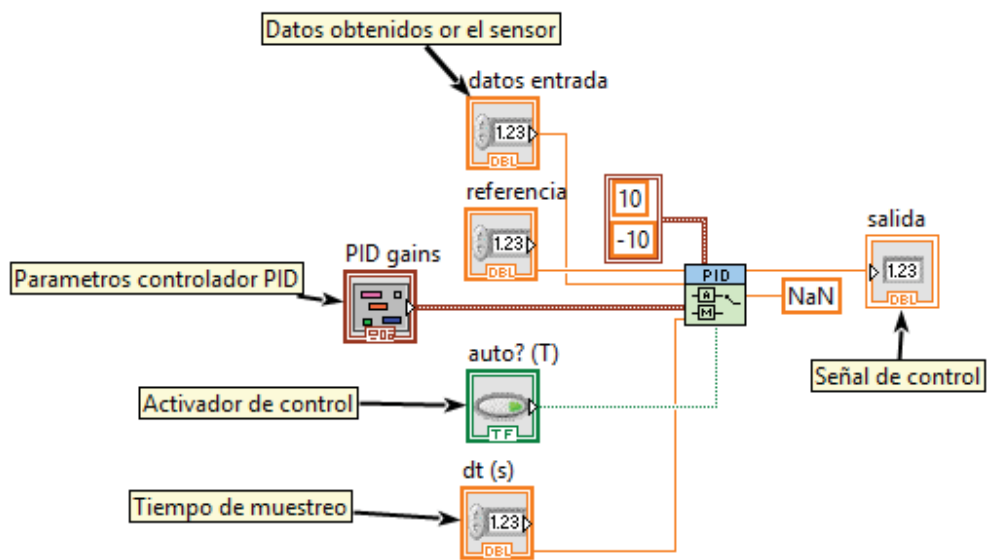 Datos obtenidos or el sensor
datos entrada
1.23
DBL
referencia
1.23
DBL
10
-10
salida
1.23
DBL
PID gains
Parametros controlador PID
PID
A
M
NaN
auto? (T)
Activador de control
TF
Señal de control
dt (s)
Tiempo de muestreo
1.23
DBL